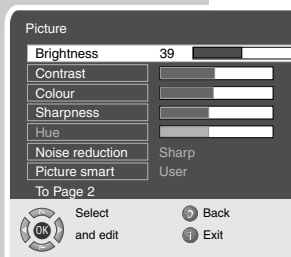 Picture
Brightness 39
Contrast
Colour
Sharpness
Hue
Noise reduction Sharp
Picture smart User
To Page 2
Select Back
OK
and edit Exit